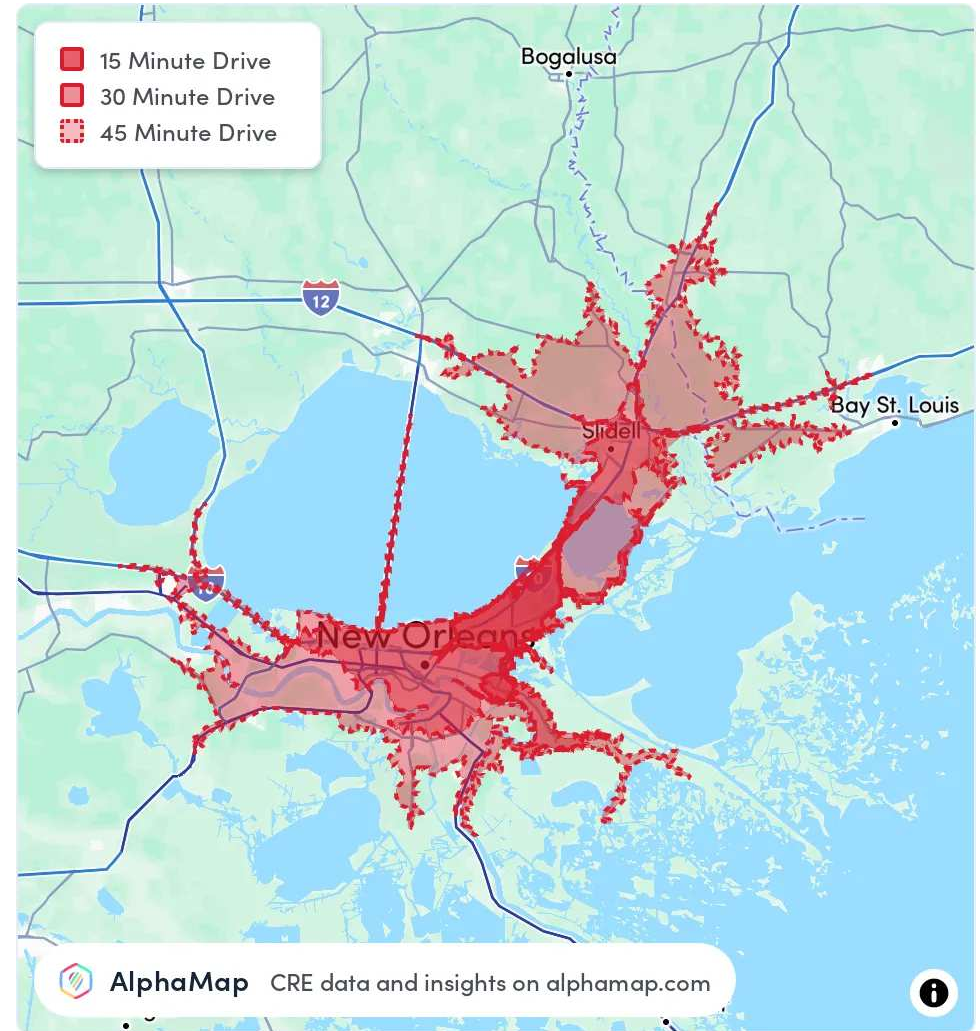 15 Minute Drive
30 Minute Drive
45 Minute Drive
Bogalusa
12
Bay St. Louis
Slidell
New Orleans
AlphaMap CRE data and insights on alphamap.com